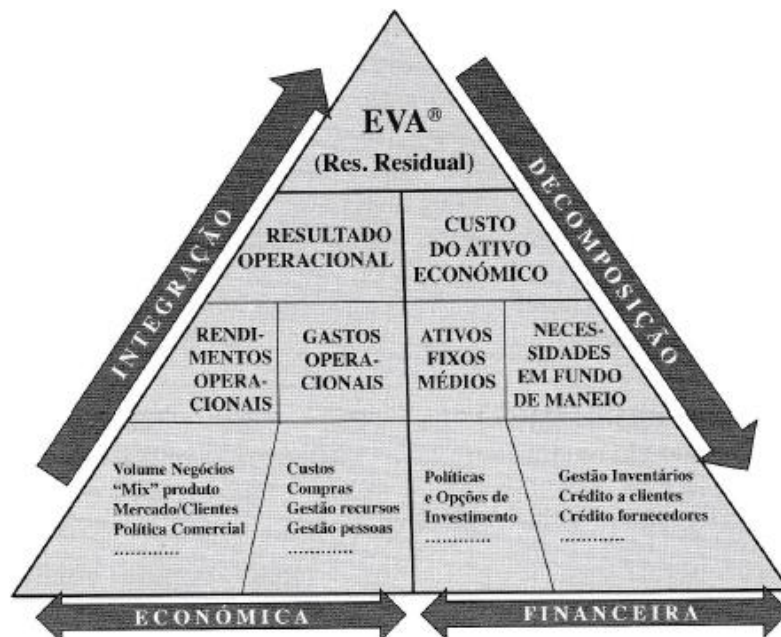 EVA®
(Res. Residual)
INTEGRAÇÃO
DECOMPOSIÇÃO
RESULTADO
OPERACIONAL
CUSTO
DO ATIVO
ECONÓMICO
RENDI-
MENTOS
OPERA-
CIONAIS
GASTOS
OPERA-
CIONAIS
ATIVOS
FIXOS
MÉDIOS
NECES-
SIDADES
EM FUNDO
DE MANEIO
Volume Negócios
“Mix” produto
Mercado/Clientes
Política Comercial
............
Custos
Compras
Gestão recursos
Gestão pessoas
............
Políticas
e Opções de
Investimento
............
Gestão Inventários
Crédito a clientes
Crédito fornecedores
............
ECONÓMICA
FINANCEIRA